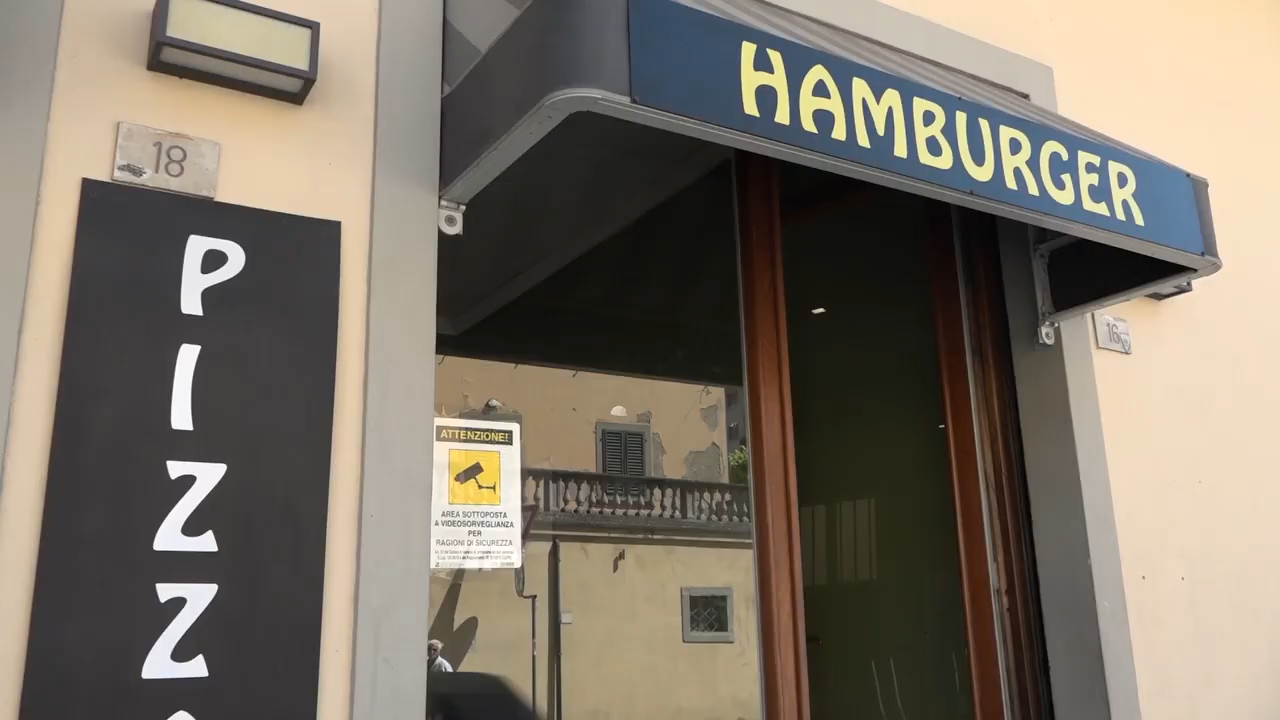 18
PIZZ
HAMBURGER
16
ATTENZIONE!
AREA SOTTOPOSTA
A VIDEOSORVEGLIANZA
PER
RAGIONI DI SICUREZZA